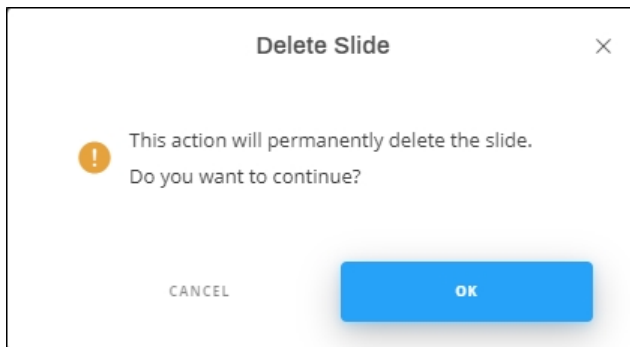 Delete Slide
This action will permanently delete the slide.
Do you want to continue?
CANCEL
OK